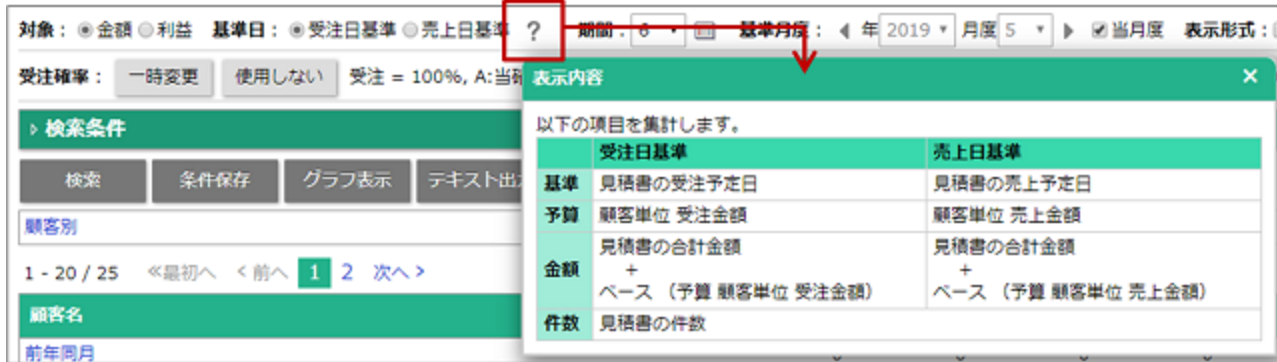 対象： 金額 利益 基準日： 受注日基準 売上日基準 ? 期間： 6 基準月度： 年 2019 月度 5 当月度 表示形式：
受注確率： 一時変更 使用しない 受注 = 100%, A:当確
表示内容 ×
以下の項目を集計します。
受注日基準 売上日基準
基準 見積書の受注予定日 見積書の売上予定日
予算 顧客単位 受注金額 顧客単位 売上金額
金額 見積書の合計金額 見積書の合計金額
+ +
ベース （予算 顧客単位 受注金額） ベース （予算 顧客単位 売上金額）
件数 見積書の件数
検索条件
検索 条件保存 グラフ表示 テキスト出
顧客別
1 - 20 / 25 ≪最初へ < 前へ 1 2 次へ >
顧客名
前年同月